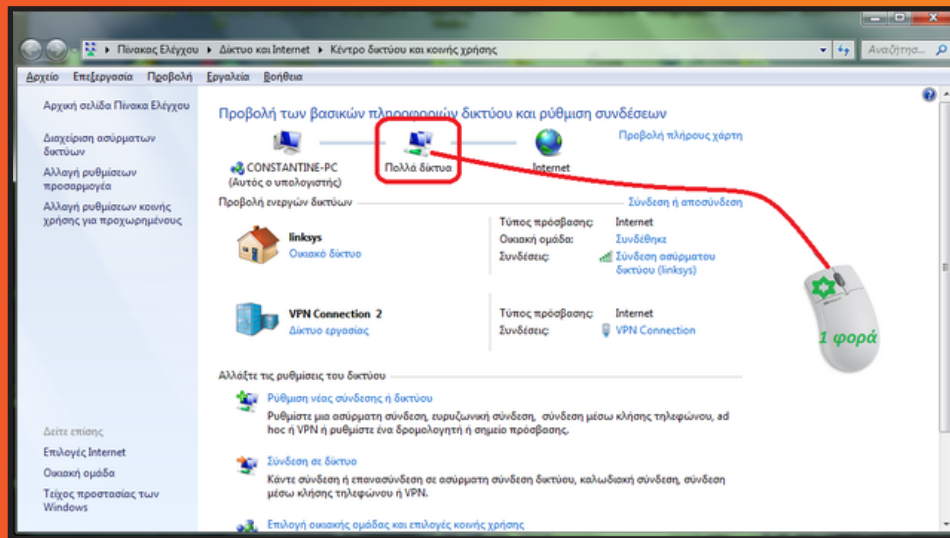 Πίνακας Ελέγχου ▸ Δίκτυο και Internet ▸ Κέντρο δικτύου και κοινής χρήσης
Αναζήτησ...
Αρχείο Επεξεργασία Προβολή Εργαλεία Βοήθεια
Αρχική σελίδα Πίνακα Ελέγχου
Διαχείριση ασύρματων
δικτύων
Αλλαγή ρυθμίσεων
προσαρμογέα
Αλλαγή ρυθμίσεων κοινής
χρήσης για προχωρημένους
Προβολή των βασικών πληροφοριών δικτύου και ρύθμιση συνδέσεων
Προβολή πλήρους χάρτη
CONSTANTINE-PC
(Αυτός ο υπολογιστής)
Πολλά δίκτυα
Internet
Προβολή ενεργών δικτύων
Σύνδεση ή αποσύνδεση
linksys
Οικιακό δίκτυο
Τύπος πρόσβασης: Internet
Οικιακή ομάδα: Συνδέθηκε
Συνδέσεις: Σύνδεση ασύρματου
δικτύου (linksys)
VPN Connection 2
Δίκτυο εργασίας
Τύπος πρόσβασης: Internet
Συνδέσεις: VPN Connection
1 φορά
Αλλάξτε τις ρυθμίσεις του δικτύου
Ρύθμιση νέας σύνδεσης ή δικτύου
Ρυθμίστε μια ασύρματη σύνδεση, ευρυζωνική σύνδεση, σύνδεση μέσω κλήσης τηλεφώνου, ad
hoc ή VPN ή ρυθμίστε ένα δρομολογητή ή σημείο πρόσβασης.
Σύνδεση σε δίκτυο
Κάντε σύνδεση ή επανασύνδεση σε ασύρματη σύνδεση δικτύου, καλωδιακή σύνδεση, σύνδεση
μέσω κλήσης τηλεφώνου ή VPN.
Επιλογή οικιακής ομάδας και επιλογές κοινής χρήσης
Δείτε επίσης
Επιλογές Internet
Οικιακή ομάδα
Τείχος προστασίας των
Windows